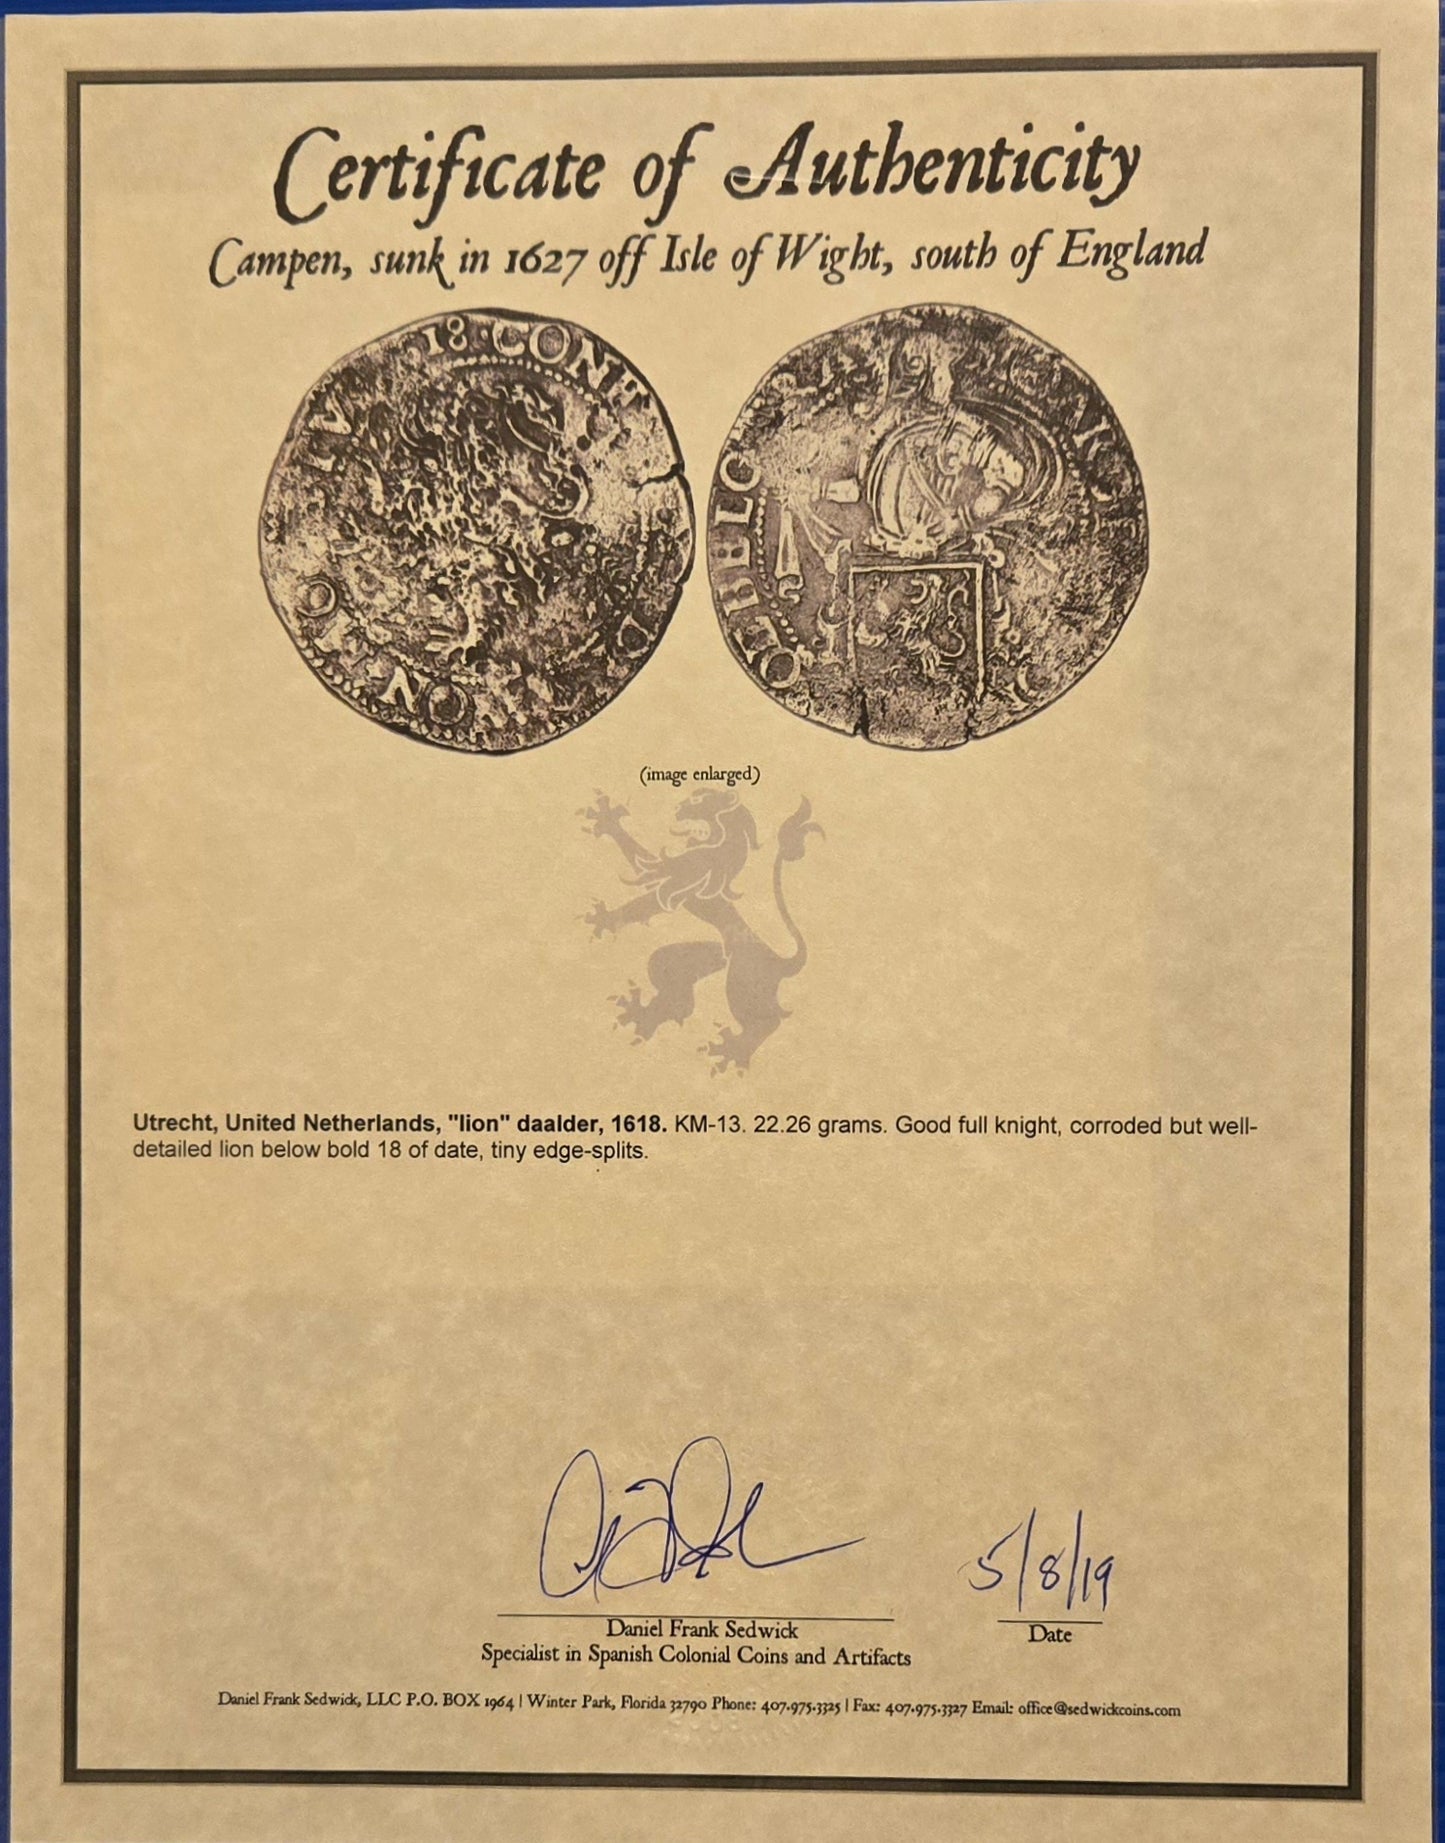 Certificate of Authenticity
Campen, sunk in 1627 off Isle of Wight, south of England
18·CONF
BELG
(image enlarged)
Utrecht, United Netherlands, "lion" daalder, 1618. KM-13. 22.26 grams. Good full knight, corroded but well-
detailed lion below bold 18 of date, tiny edge-splits.
5/8/19
Daniel Frank Sedwick
Date
Specialist in Spanish Colonial Coins and Artifacts
Daniel Frank Sedwick, LLC P.O. BOX 1964 | Winter Park, Florida 32790 Phone: 407.975.3325 | Fax: 407.975.3327 Email: office@sedwickcoins.com